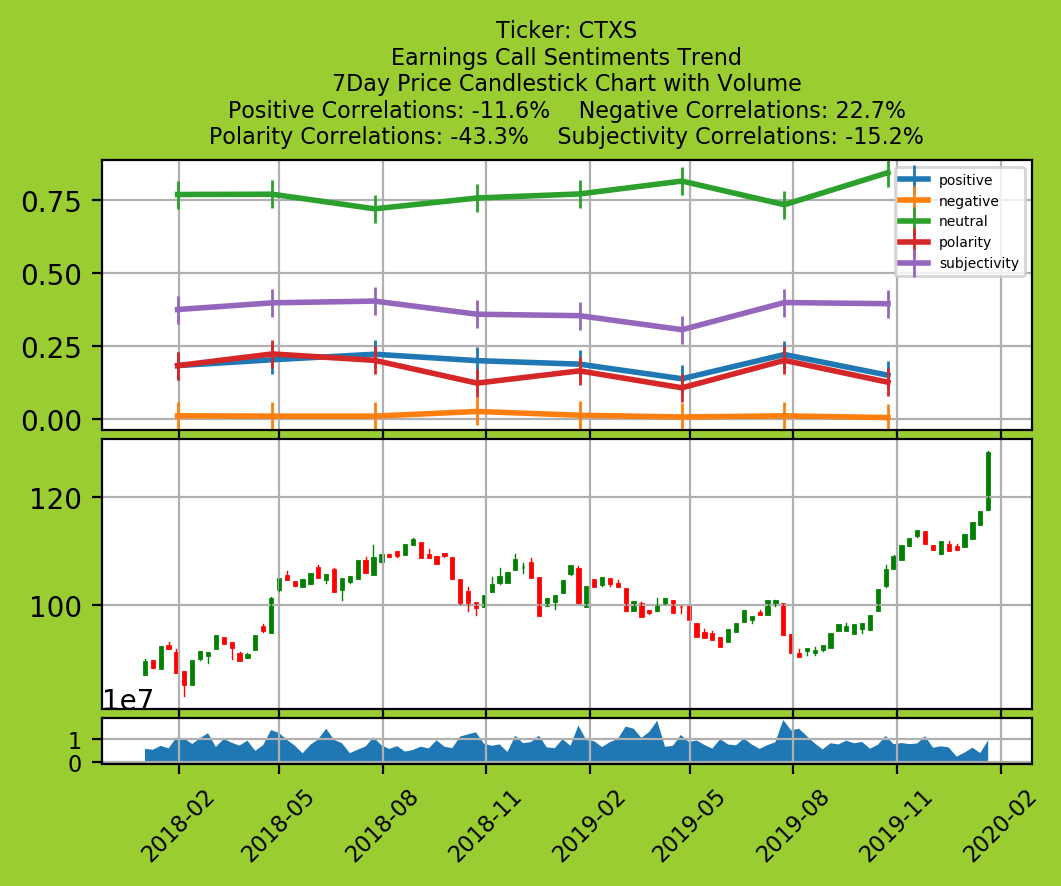 Ticker: CTXS
Earnings Call Sentiments Trend
7Day Price Candlestick Chart with Volume
Positive Correlations: -11.6%    Negative Correlations: 22.7%
Polarity Correlations: -43.3%    Subjectivity Correlations: -15.2%
0.75
0.50
0.25
0.00
positive
negative
neutral
polarity
subjectivity
120
100
1e7
1
0
2018-02
2018-05
2018-08
2018-11
2019-02
2019-05
2019-08
2019-11
2020-02